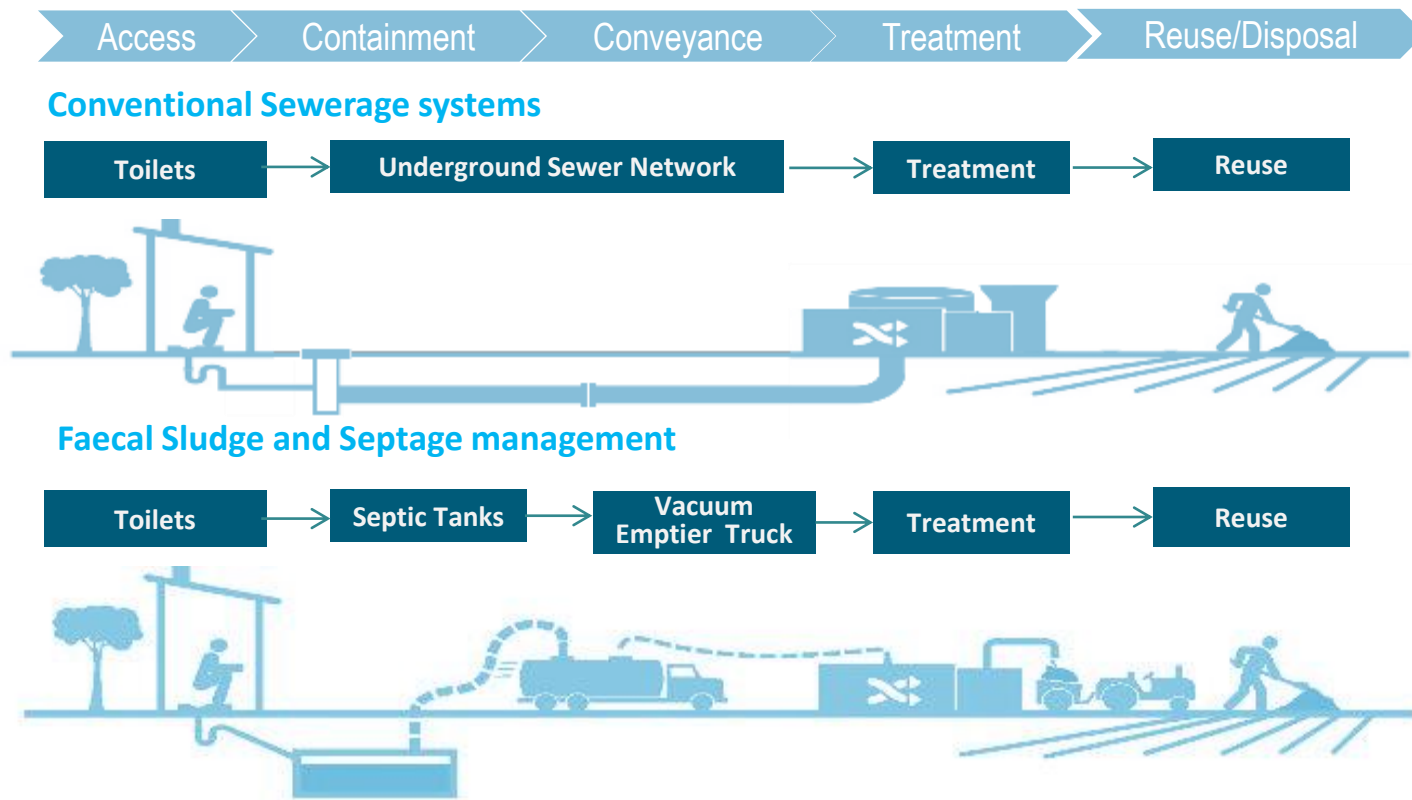 Access Containment Conveyance Treatment Reuse/Disposal
Conventional Sewerage systems
Toilets Underground Sewer Network Treatment Reuse
Faecal Sludge and Septage management
Toilets Septic Tanks Vacuum Emptier Truck Treatment Reuse